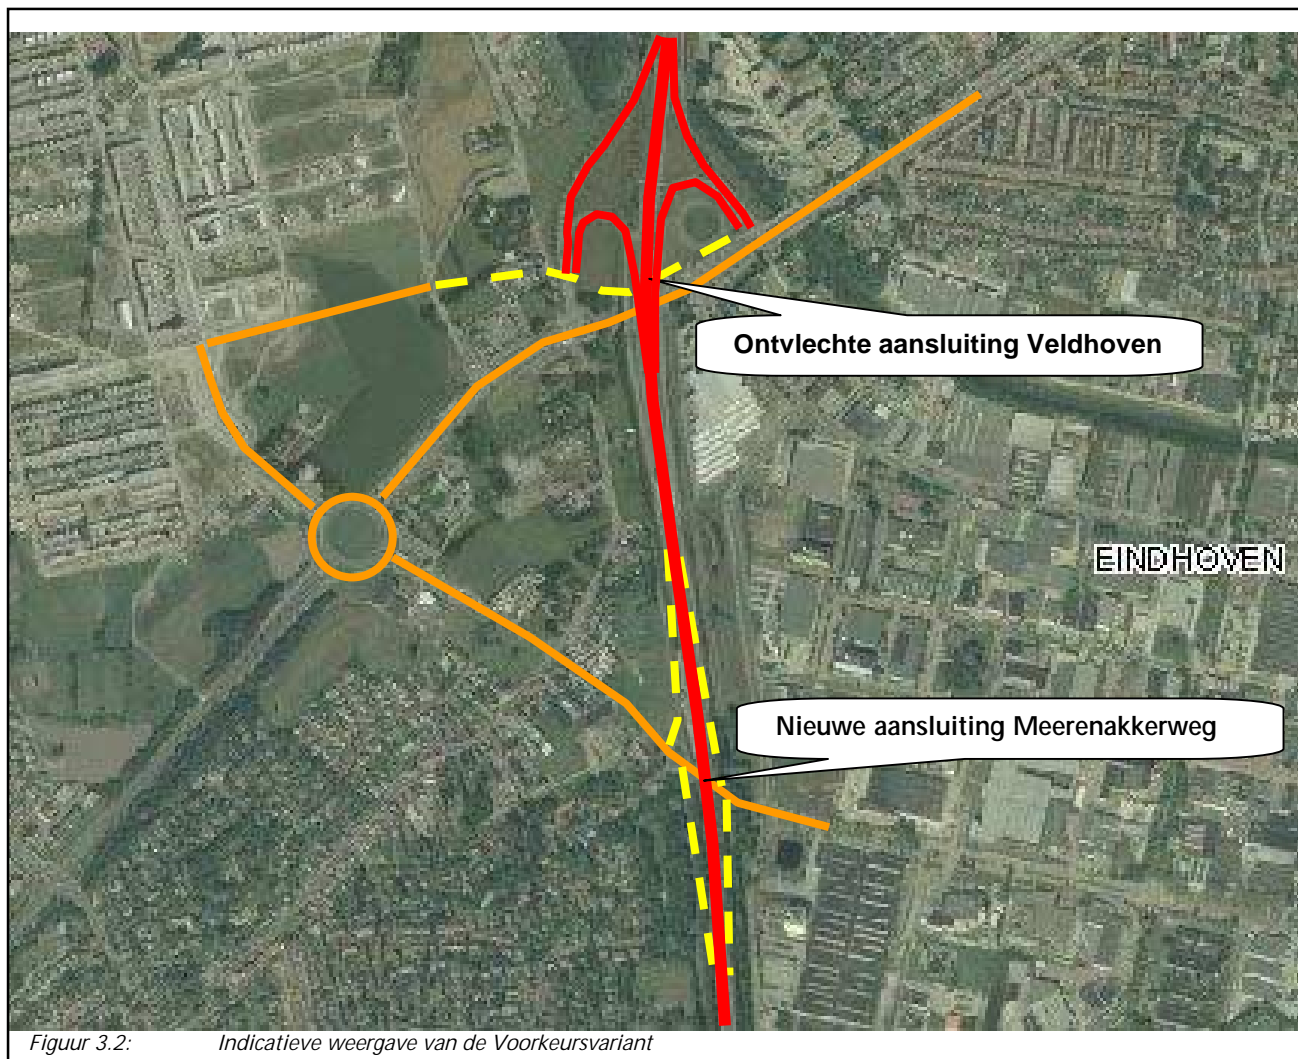 Ontvlechte aansluiting Veldhoven
EINDHOVEN
Nieuwe aansluiting Meerenakkerweg
Figuur 3.2: Indicatieve weergave van de Voorkeursvariant